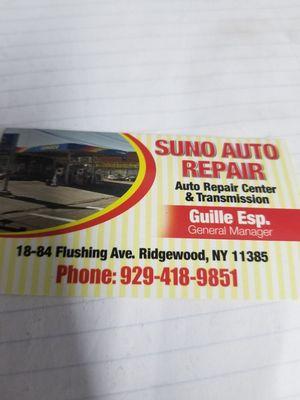 SUNO AUTO
REPAIR
Auto Repair Center
& Transmission
Guille Esp.
General Manager
18-84 Flushing Ave. Ridgewood, NY 11385
Phone: 929-418-9851